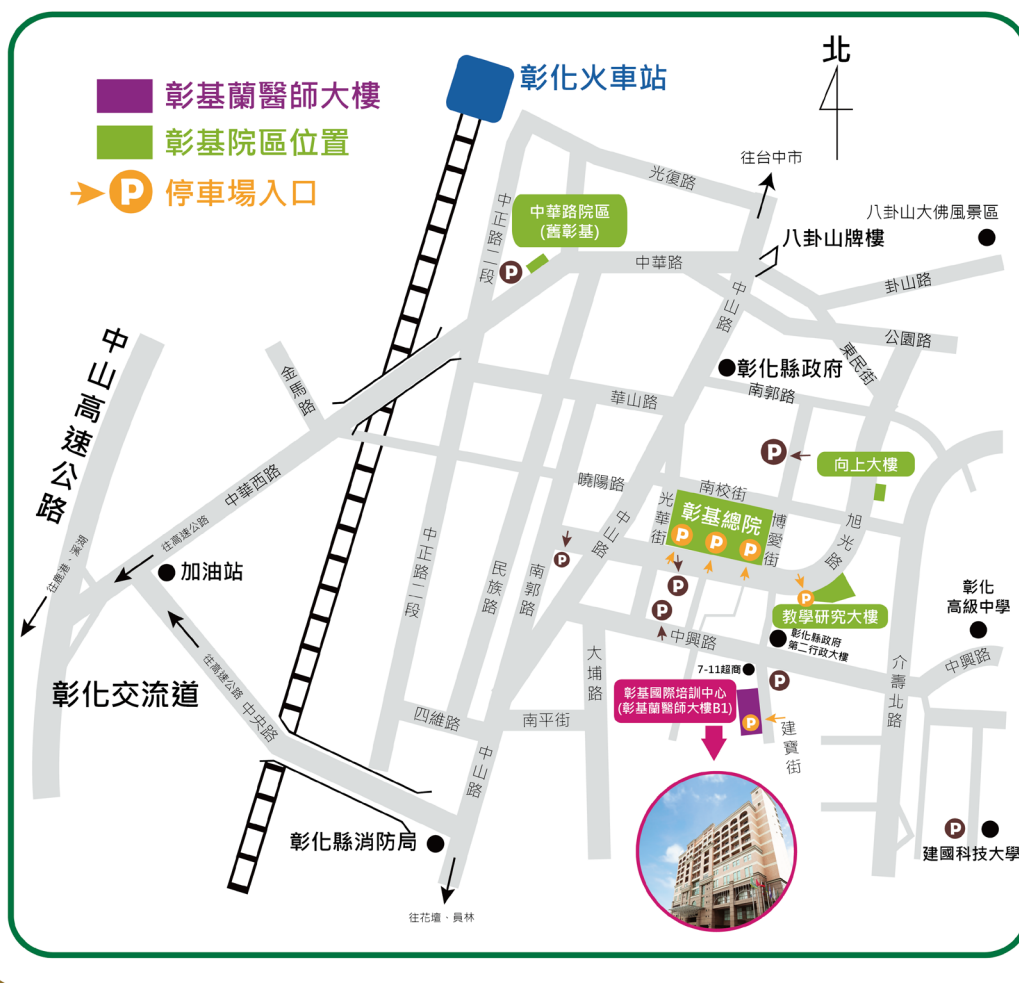 北
彰化火車站
彰基蘭醫師大樓
彰基院區位置
P
停車場入口
往台中市
光復路
八卦山大佛風景區
中正路二段
中華路院區
(舊彰基)
八卦山牌樓
P
中華路
卦山路
中山路
中山高速公路
公園路
東民街
金馬路
彰化縣政府
南郭路
華山路
P
向上大樓
中華西路
曉陽路
南校街
光華街
彰基總院
P
P
P
博愛街
旭光路
中山路
往高速公路
往鹿港、溪湖
加油站
中正路二段
民族路
南郭路
P
P
P
P
教學研究大樓
彰化
高級中學
中興路
彰化縣政府
第二行政大樓
中興路
大埔路
介壽北路
往高速公路
彰化交流道
中央路
7-11超商
P
彰基國際培訓中心
(彰基蘭醫師大樓B1)
P
建寶街
四維路
南平街
中山路
彰化縣消防局
P
建國科技大學
往花壇、員林